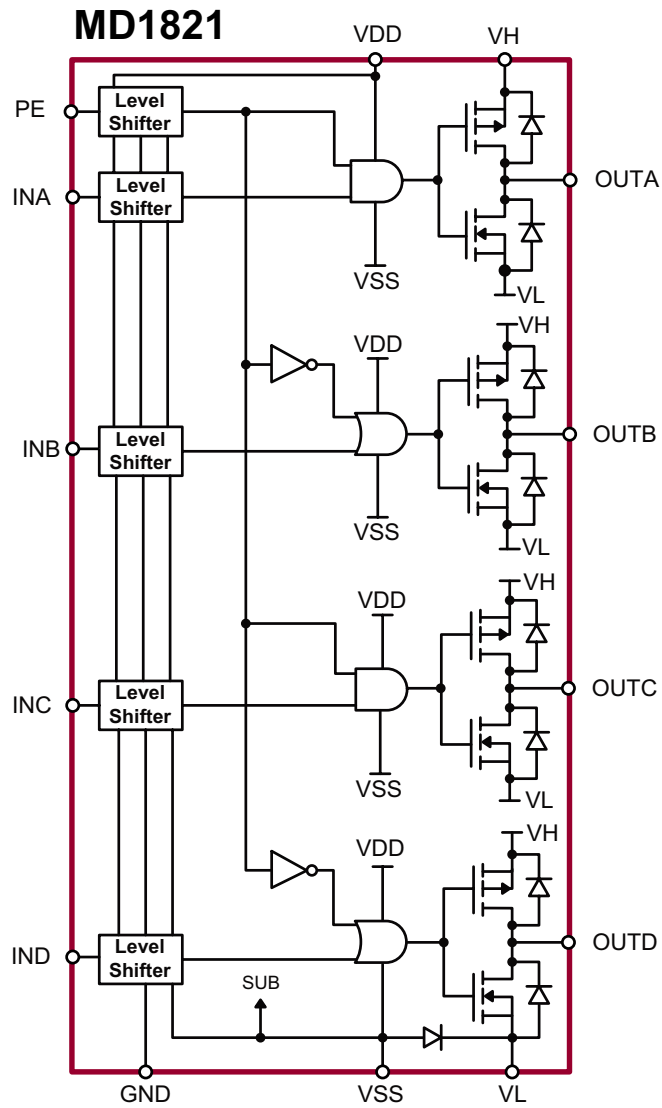 MD1821
VDD
VH
PE
Level
Shifter
INA
Level
Shifter
OUTA
VSS
VL
VH
VDD
INB
Level
Shifter
OUTB
VSS
VL
VH
VDD
INC
Level
Shifter
OUTC
VSS
VL
VH
VDD
IND
Level
Shifter
OUTD
SUB
GND
VSS
VL